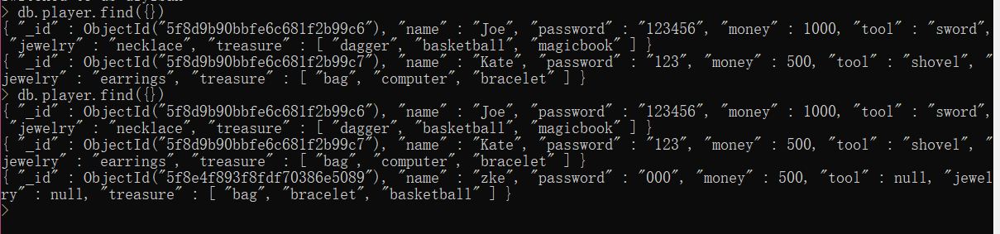 > db.player.find({})
{ "_id" : ObjectId("5f8d9b90bbfe6c681f2b99c6"), "name" : "Joe", "password" : "123456", "money" : 1000, "tool" : "sword",
"jewelry" : "necklace", "treasure" : [ "dagger", "basketball", "magicbook" ] }
{ "_id" : ObjectId("5f8d9b90bbfe6c681f2b99c7"), "name" : "Kate", "password" : "123", "money" : 500, "tool" : "shovel", "
jewelry" : "earrings", "treasure" : [ "bag", "computer", "bracelet" ] }
> db.player.find({})
{ "_id" : ObjectId("5f8d9b90bbfe6c681f2b99c6"), "name" : "Joe", "password" : "123456", "money" : 1000, "tool" : "sword",
"jewelry" : "necklace", "treasure" : [ "dagger", "basketball", "magicbook" ] }
{ "_id" : ObjectId("5f8d9b90bbfe6c681f2b99c7"), "name" : "Kate", "password" : "123", "money" : 500, "tool" : "shovel", "
jewelry" : "earrings", "treasure" : [ "bag", "computer", "bracelet" ] }
{ "_id" : ObjectId("5f8e4f893f8fdf70386e5089"), "name" : "zke", "password" : "000", "money" : 500, "tool" : null, "jewel
ry" : null, "treasure" : [ "bag", "bracelet", "basketball" ] }
>